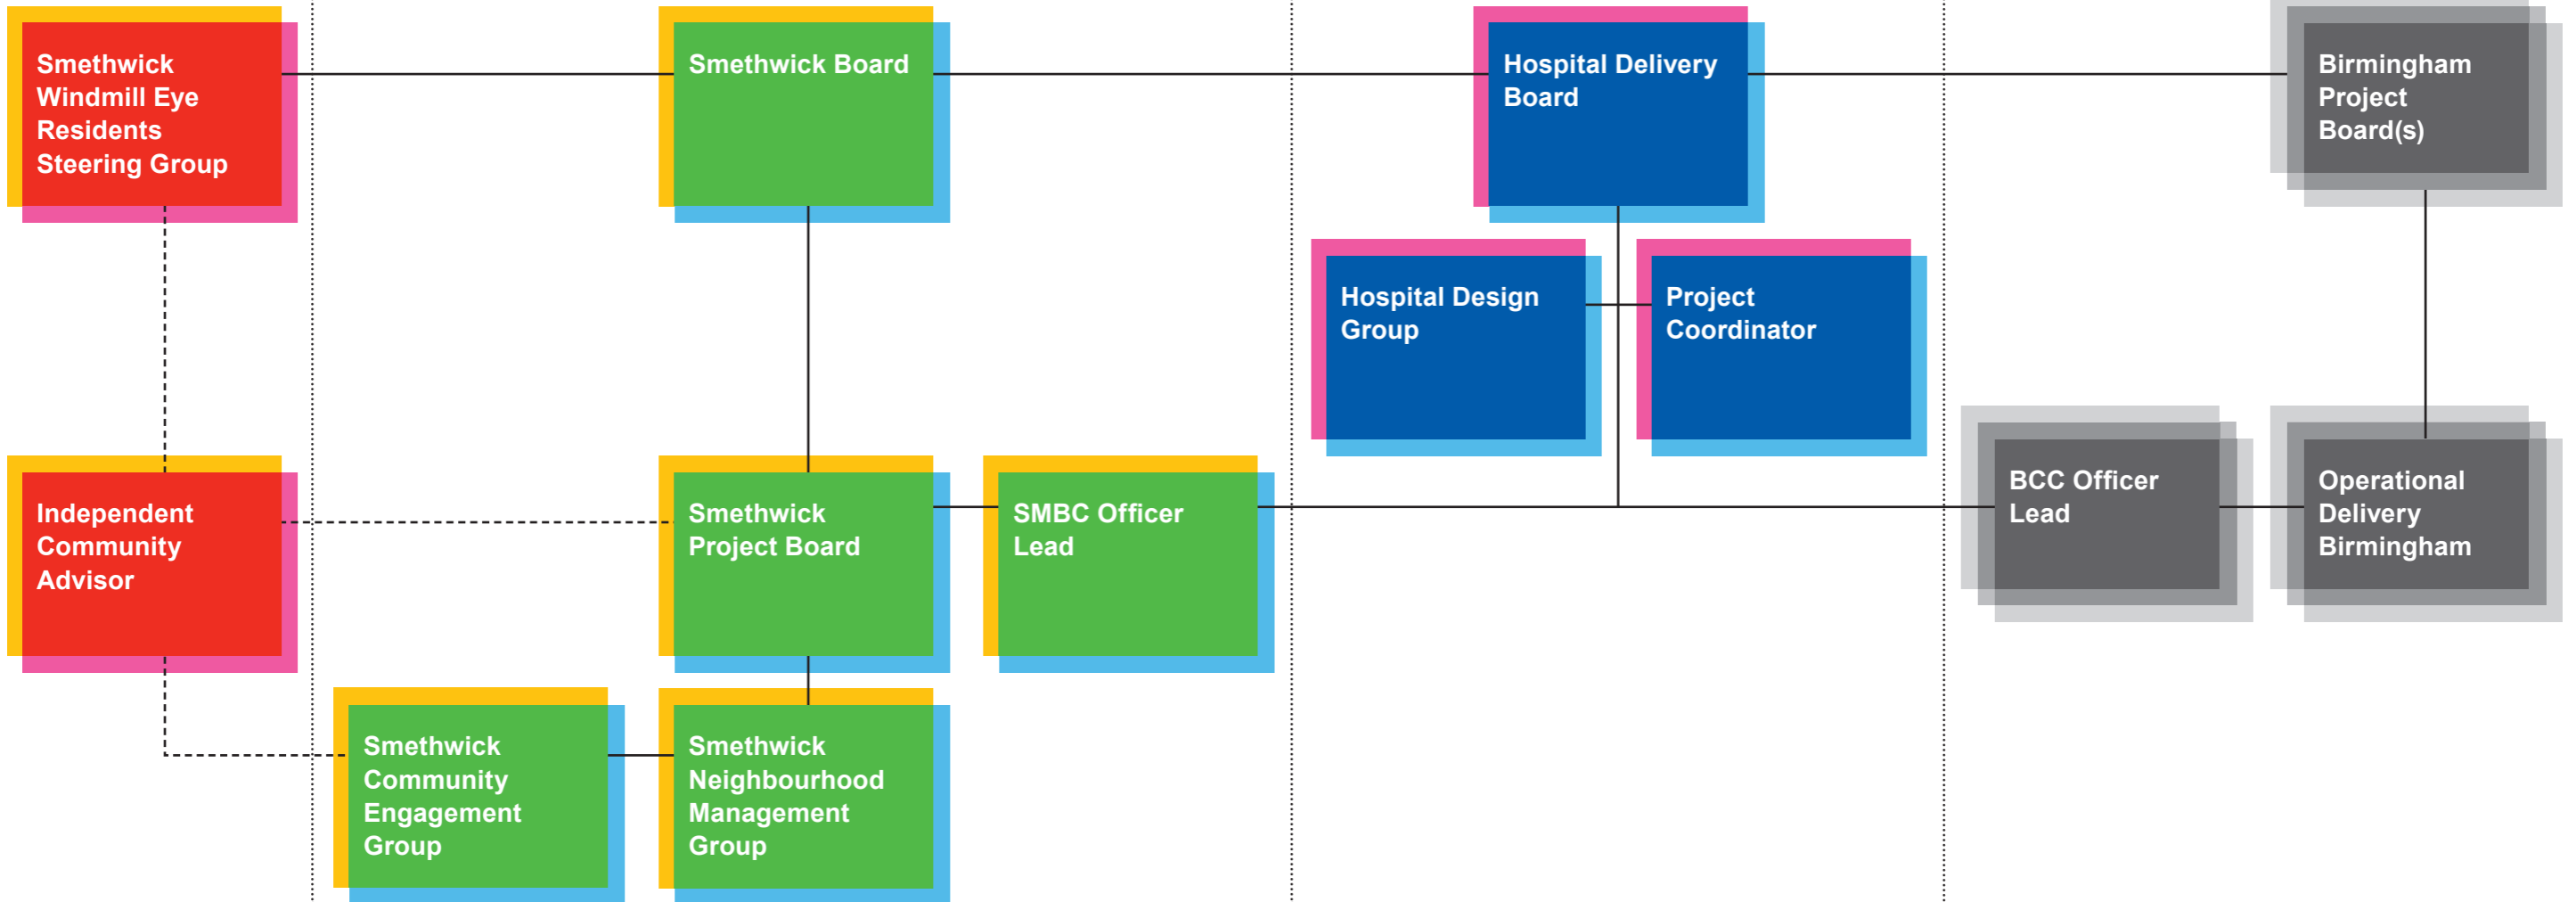 Smethwick
Windmill Eye
Residents
Steering Group
Smethwick Board
Hospital Delivery
Board
Birmingham
Project
Board(s)
Hospital Design
Group
Project
Coordinator
Independent
Community
Advisor
Smethwick
Project Board
SMBC Officer
Lead
BCC Officer
Lead
Operational
Delivery
Birmingham
Smethwick
Community
Engagement
Group
Smethwick
Neighbourhood
Management
Group